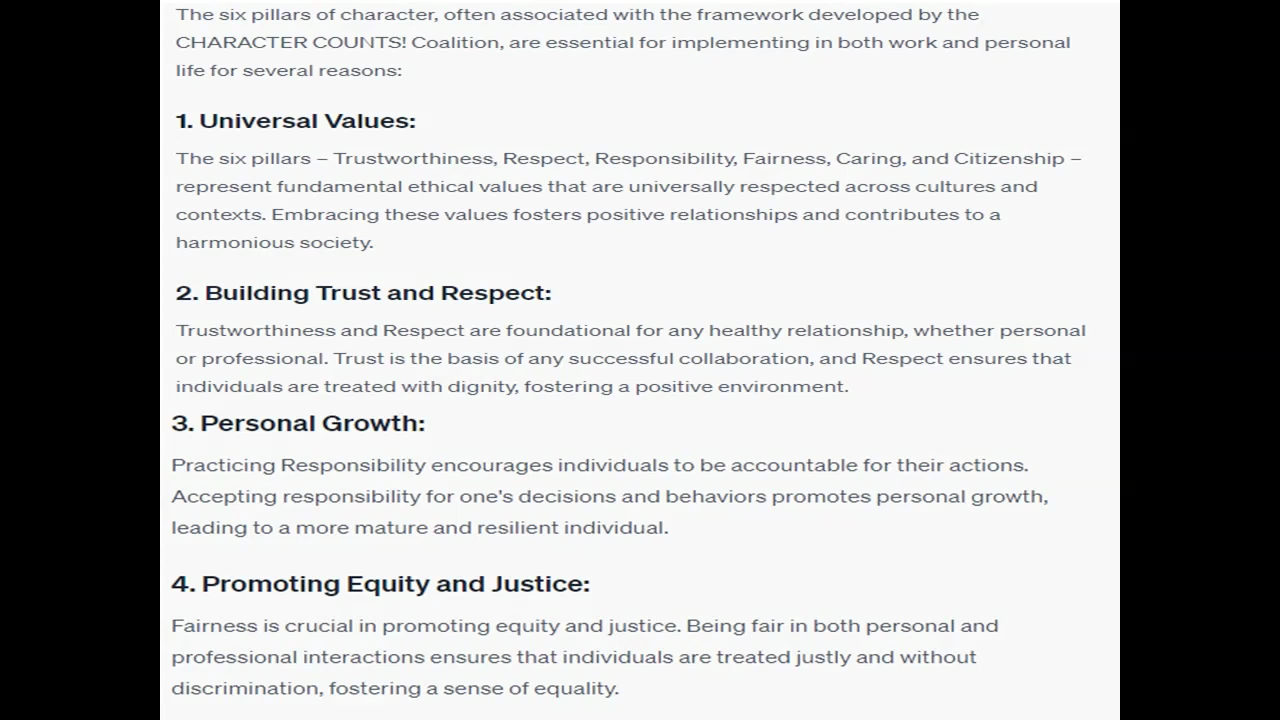 The six pillars of character, often associated with the framework developed by the
CHARACTER COUNTS! Coalition, are essential for implementing in both work and personal
life for several reasons:
1. Universal Values:
The six pillars – Trustworthiness, Respect, Responsibility, Fairness, Caring, and Citizenship –
represent fundamental ethical values that are universally respected across cultures and
contexts. Embracing these values fosters positive relationships and contributes to a
harmonious society.
2. Building Trust and Respect:
Trustworthiness and Respect are foundational for any healthy relationship, whether personal
or professional. Trust is the basis of any successful collaboration, and Respect ensures that
individuals are treated with dignity, fostering a positive environment.
3. Personal Growth:
Practicing Responsibility encourages individuals to be accountable for their actions.
Accepting responsibility for one's decisions and behaviors promotes personal growth,
leading to a more mature and resilient individual.
4. Promoting Equity and Justice:
Fairness is crucial in promoting equity and justice. Being fair in both personal and
professional interactions ensures that individuals are treated justly and without
discrimination, fostering a sense of equality.